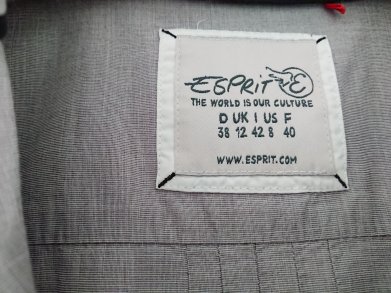 ESPRIT E
THE WORLD IS OUR CULTURE
D UK I US F
38 12 42 8 40
WWW.ESPRIT.COM